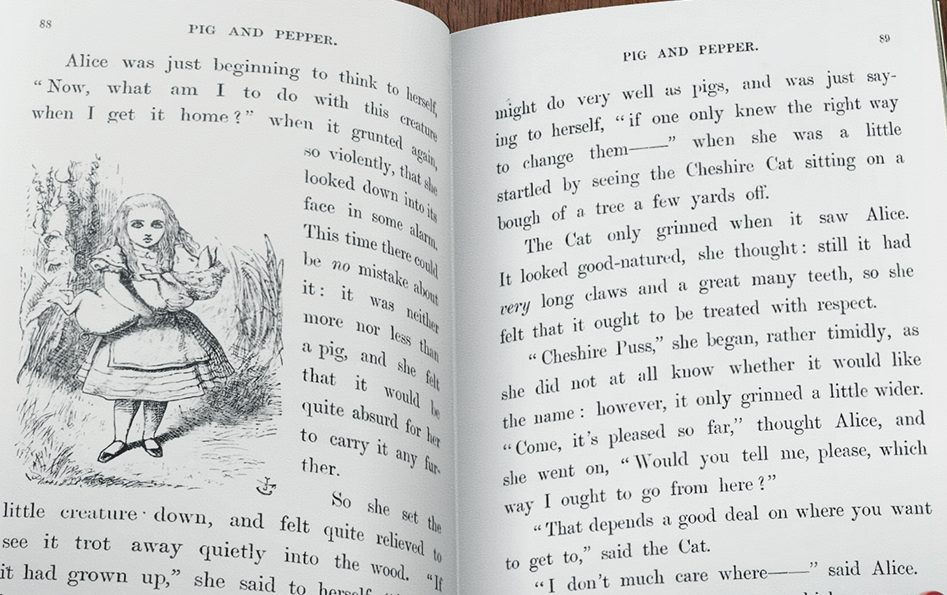 88
PIG AND PEPPER.
Alice was just beginning to think to herself,
“Now, what am I to do with this creature
when I get it home?” when it grunted again,
so violently, that she
looked down into its
face in some alarm.
This time there could
be no mistake about
it: it was neither
more nor less than
a pig, and she felt
that it would be
quite absurd for her
to carry it any fur-
ther.
So she set the
little creature down, and felt quite relieved to
see it trot away quietly into the wood. “If
it had grown up,” she said to herself
PIG AND PEPPER.
89
might do very well as pigs, and was just say-
ing to herself, “if one only knew the right way
to change them——” when she was a little
startled by seeing the Cheshire Cat sitting on a
bough of a tree a few yards off.
The Cat only grinned when it saw Alice.
It looked good-natured, she thought: still it had
very long claws and a great many teeth, so she
felt that it ought to be treated with respect.
“Cheshire Puss,” she began, rather timidly, as
she did not at all know whether it would like
the name: however, it only grinned a little wider.
“Come, it’s pleased so far,” thought Alice, and
she went on, “Would you tell me, please, which
way I ought to go from here?”
“That depends a good deal on where you want
to get to,” said the Cat.
“I don’t much care where——” said Alice.